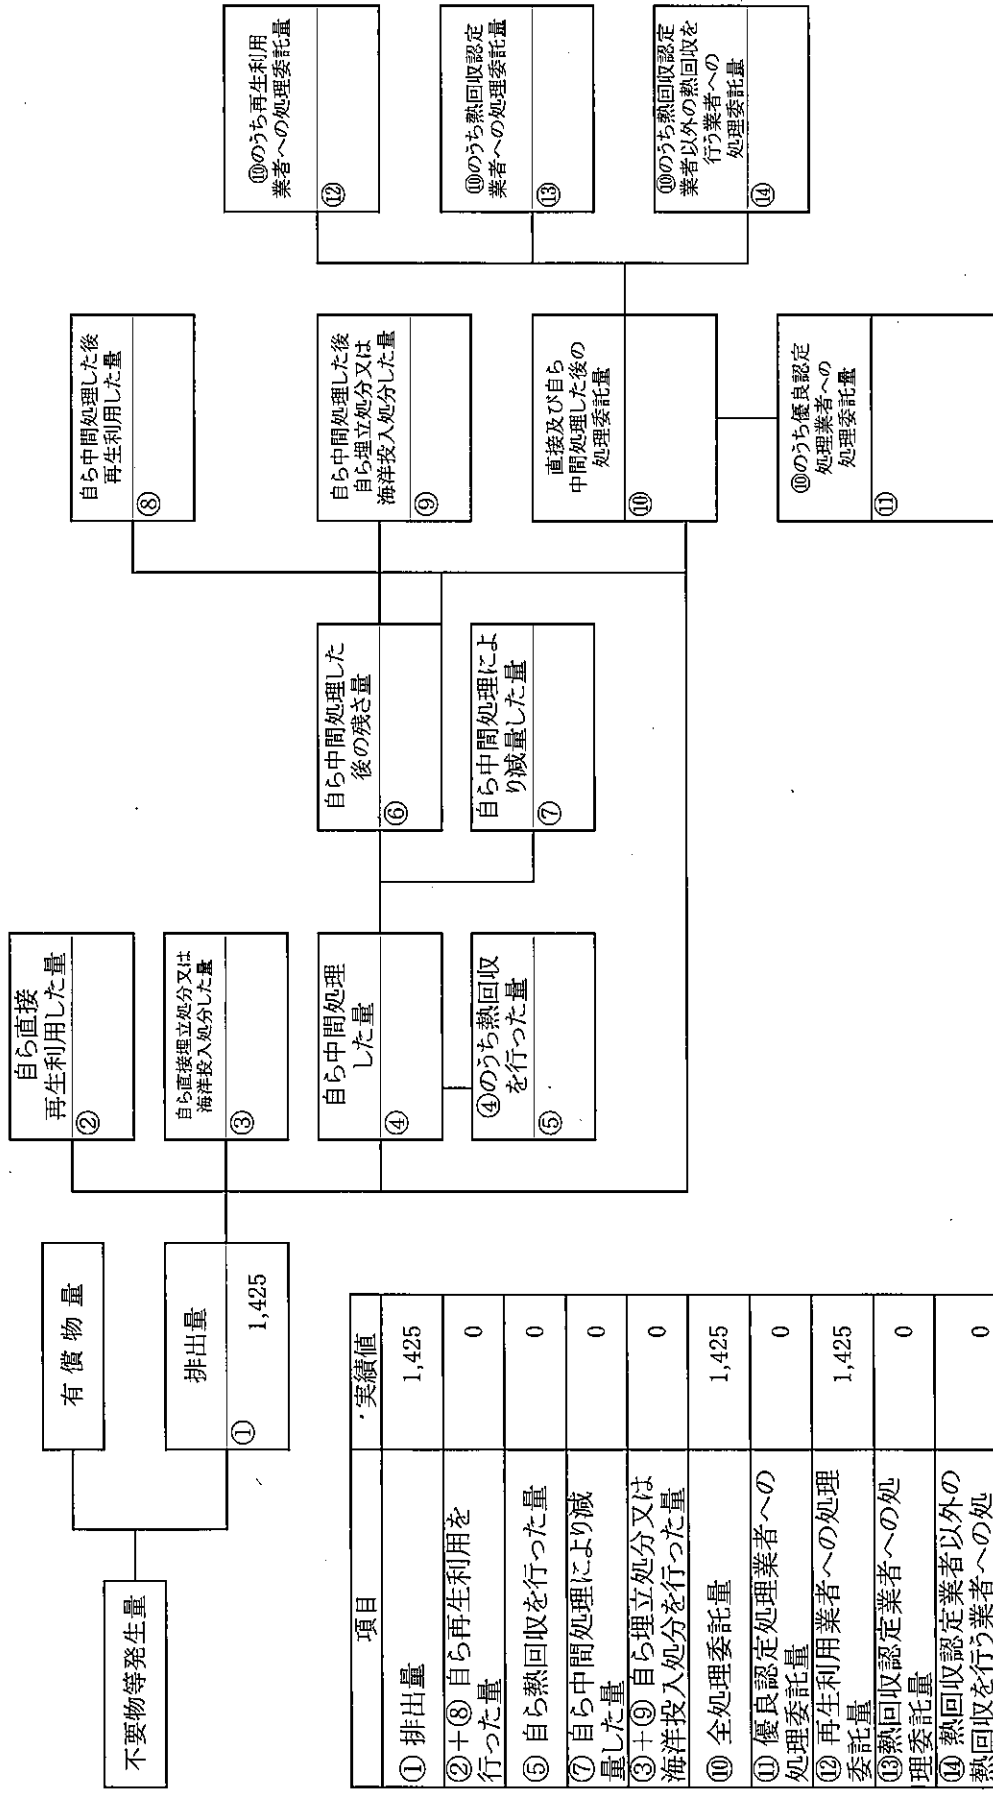 不要物等発生量
有償物量
排出量
①
1,425
自ら直接
再生利用した量
②
自ら直接埋立処分又は
海洋投入処分した量
③
自ら中間処理
した量
④
④のうち熱回収
を行った量
⑤
自ら中間処理した
後の残さ量
⑥
自ら中間処理によ
り減量した量
⑦
自ら中間処理した後
再生利用した量
⑧
自ら中間処理した後
自ら埋立処分又は
海洋投入処分した量
⑨
直接及び自ら
中間処理した後の
処理委託量
⑩
⑩のうち優良認定
処理業者への
処理委託量
⑪
⑩のうち再生利用
業者への処理委託量
⑫
⑩のうち熱回収認定
業者への処理委託量
⑬
⑩のうち熱回収認定
業者以外の熱回収を
行う業者への
処理委託量
⑭
項目 実績値
① 排出量 1,425
②+⑧ 自ら再生利用を
行った量 0
⑤ 自ら熱回収を行った量 0
⑦ 自ら中間処理により減
量した量 0
③+⑨ 自ら埋立処分又は
海洋投入処分を行った量 0
⑩ 全処理委託量 1,425
⑪ 優良認定処理業者への
処理委託量 0
⑫ 再生利用業者への処理
委託量 1,425
⑬熱回収認定業者への処
理委託量 0
⑭ 熱回収認定業者以外の
熱回収を行う業者への処 0